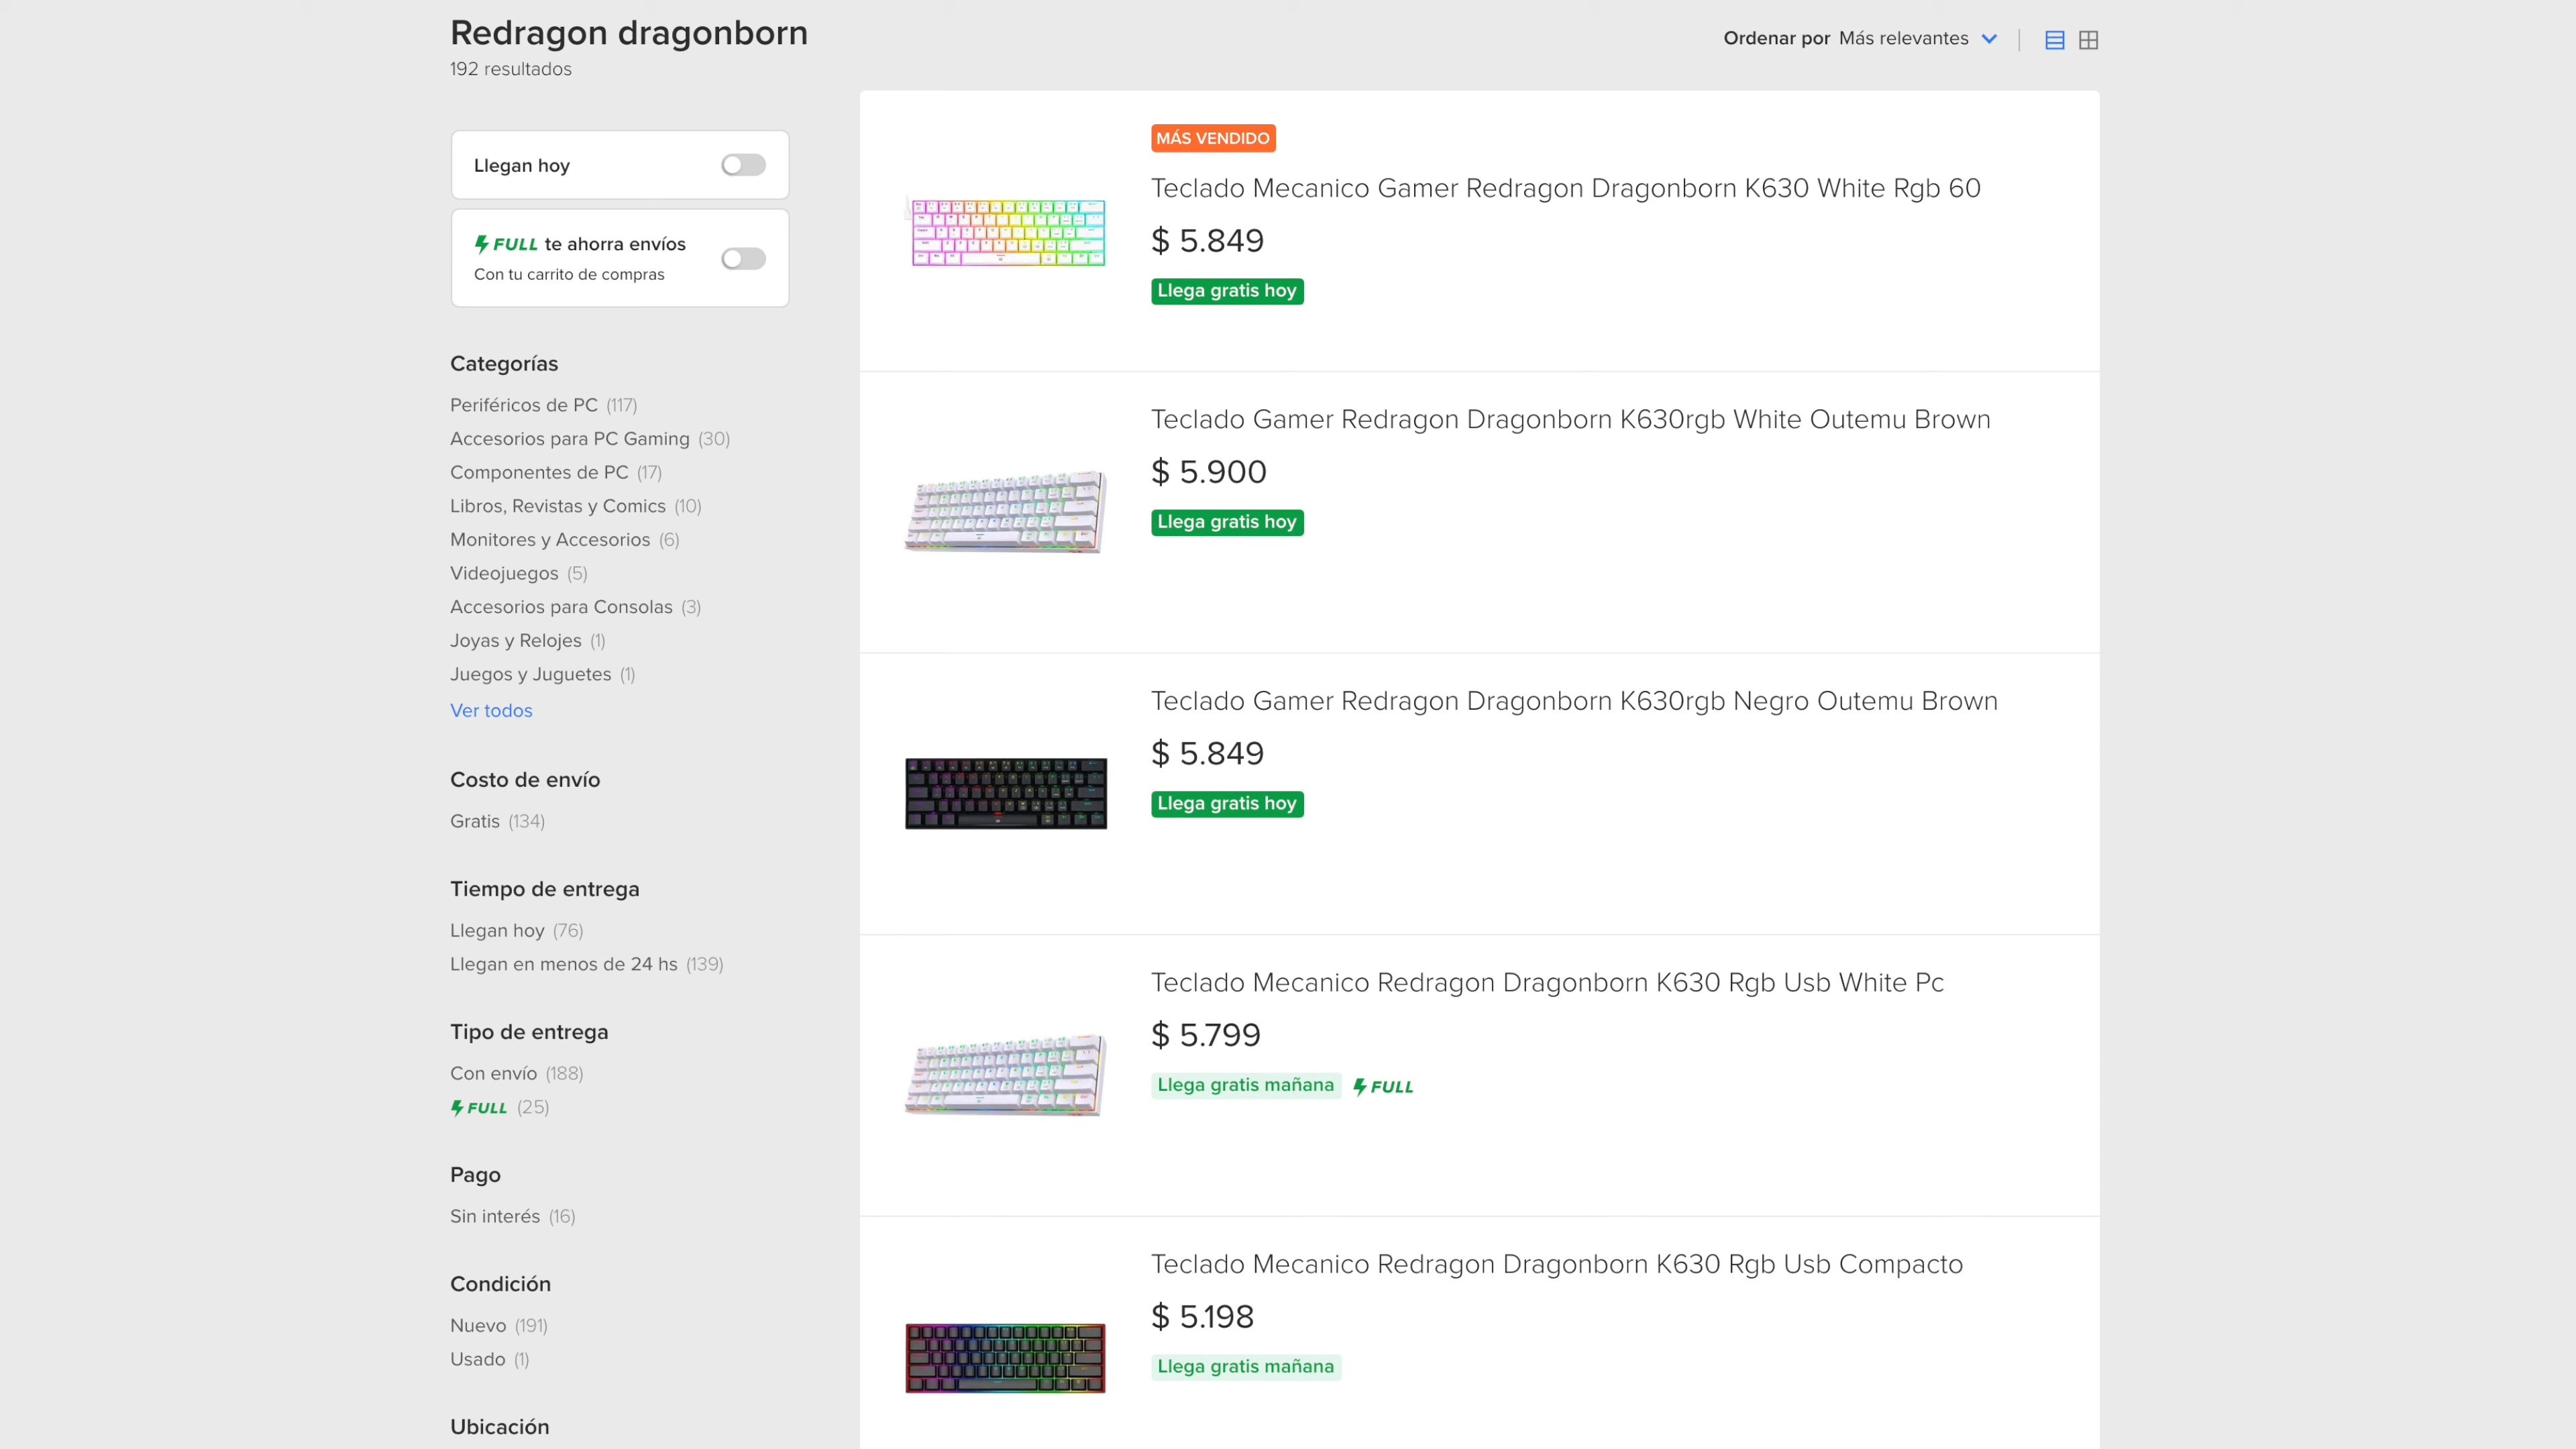 Redragon dragonborn
192 resultados
Ordenar por Más relevantes
Llegan hoy
FULL te ahorra envíos
Con tu carrito de compras
Categorías
Periféricos de PC (117)
Accesorios para PC Gaming (30)
Componentes de PC (17)
Libros, Revistas y Comics (10)
Monitores y Accesorios (6)
Videojuegos (5)
Accesorios para Consolas (3)
Joyas y Relojes (1)
Juegos y Juguetes (1)
Ver todos
Costo de envío
Gratis (134)
Tiempo de entrega
Llegan hoy (76)
Llegan en menos de 24 hs (139)
Tipo de entrega
Con envío (188)
FULL (25)
Pago
Sin interés (16)
Condición
Nuevo (191)
Usado (1)
Ubicación
MÁS VENDIDO
Teclado Mecanico Gamer Redragon Dragonborn K630 White Rgb 60
$ 5.849
Llega gratis hoy
Teclado Gamer Redragon Dragonborn K630rgb White Outemu Brown
$ 5.900
Llega gratis hoy
Teclado Gamer Redragon Dragonborn K630rgb Negro Outemu Brown
$ 5.849
Llega gratis hoy
Teclado Mecanico Redragon Dragonborn K630 Rgb Usb White Pc
$ 5.799
Llega gratis mañana FULL
Teclado Mecanico Redragon Dragonborn K630 Rgb Usb Compacto
$ 5.198
Llega gratis mañana